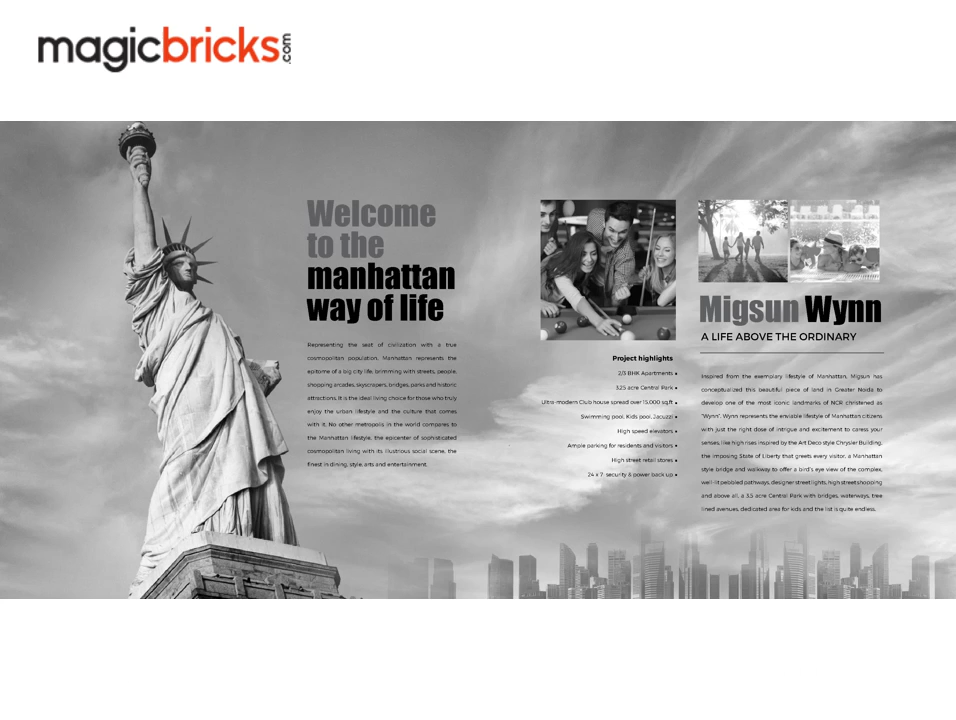 magicbricks.com
Welcome
to the
manhattan
way of life
Representing the seat of civilization with a true
cosmopolitan population, Manhattan represents the
epitome of a big city life, brimming with streets, people,
shopping arcades, skyscrapers, bridges, parks and historic
attractions. It is the ideal living choice for those who truly
enjoy the urban lifestyle and the culture that comes
with it. No other metropolis in the world compares to
the Manhattan lifestyle, the epicenter of sophisticated
cosmopolitan living with its illustrious social scene, the
finest in dining, style, arts and entertainment.
Project highlights
2/3 BHK Apartments •
3.25 acre Central Park •
Ultra-modern Club house spread over 15,000 sq.ft •
Swimming pool, Kids pool, Jacuzzi •
High speed elevators •
Ample parking for residents and visitors •
High street retail stores •
24 x 7- security & power back up •
Migsun Wynn
A LIFE ABOVE THE ORDINARY
Inspired from the exemplary lifestyle of Manhattan, Migsun has
conceptualized this beautiful piece of land in Greater Noida to
develop one of the most iconic landmarks of NCR christened as
"Wynn". Wynn represents the enviable lifestyle of Manhattan citizens
with just the right dose of intrigue and excitement to caress your
senses, like high rises inspired by the Art Deco style Chrysler Building,
the imposing State of Liberty that greets every visitor, a Manhattan
style bridge and walkway to offer a bird's eye view of the complex,
well-lit pebbled pathways, designer street lights, high street shopping
and above all, a 3.5 acre Central Park with bridges, waterways, tree
lined avenues, dedicated area for kids and the list is quite endless.